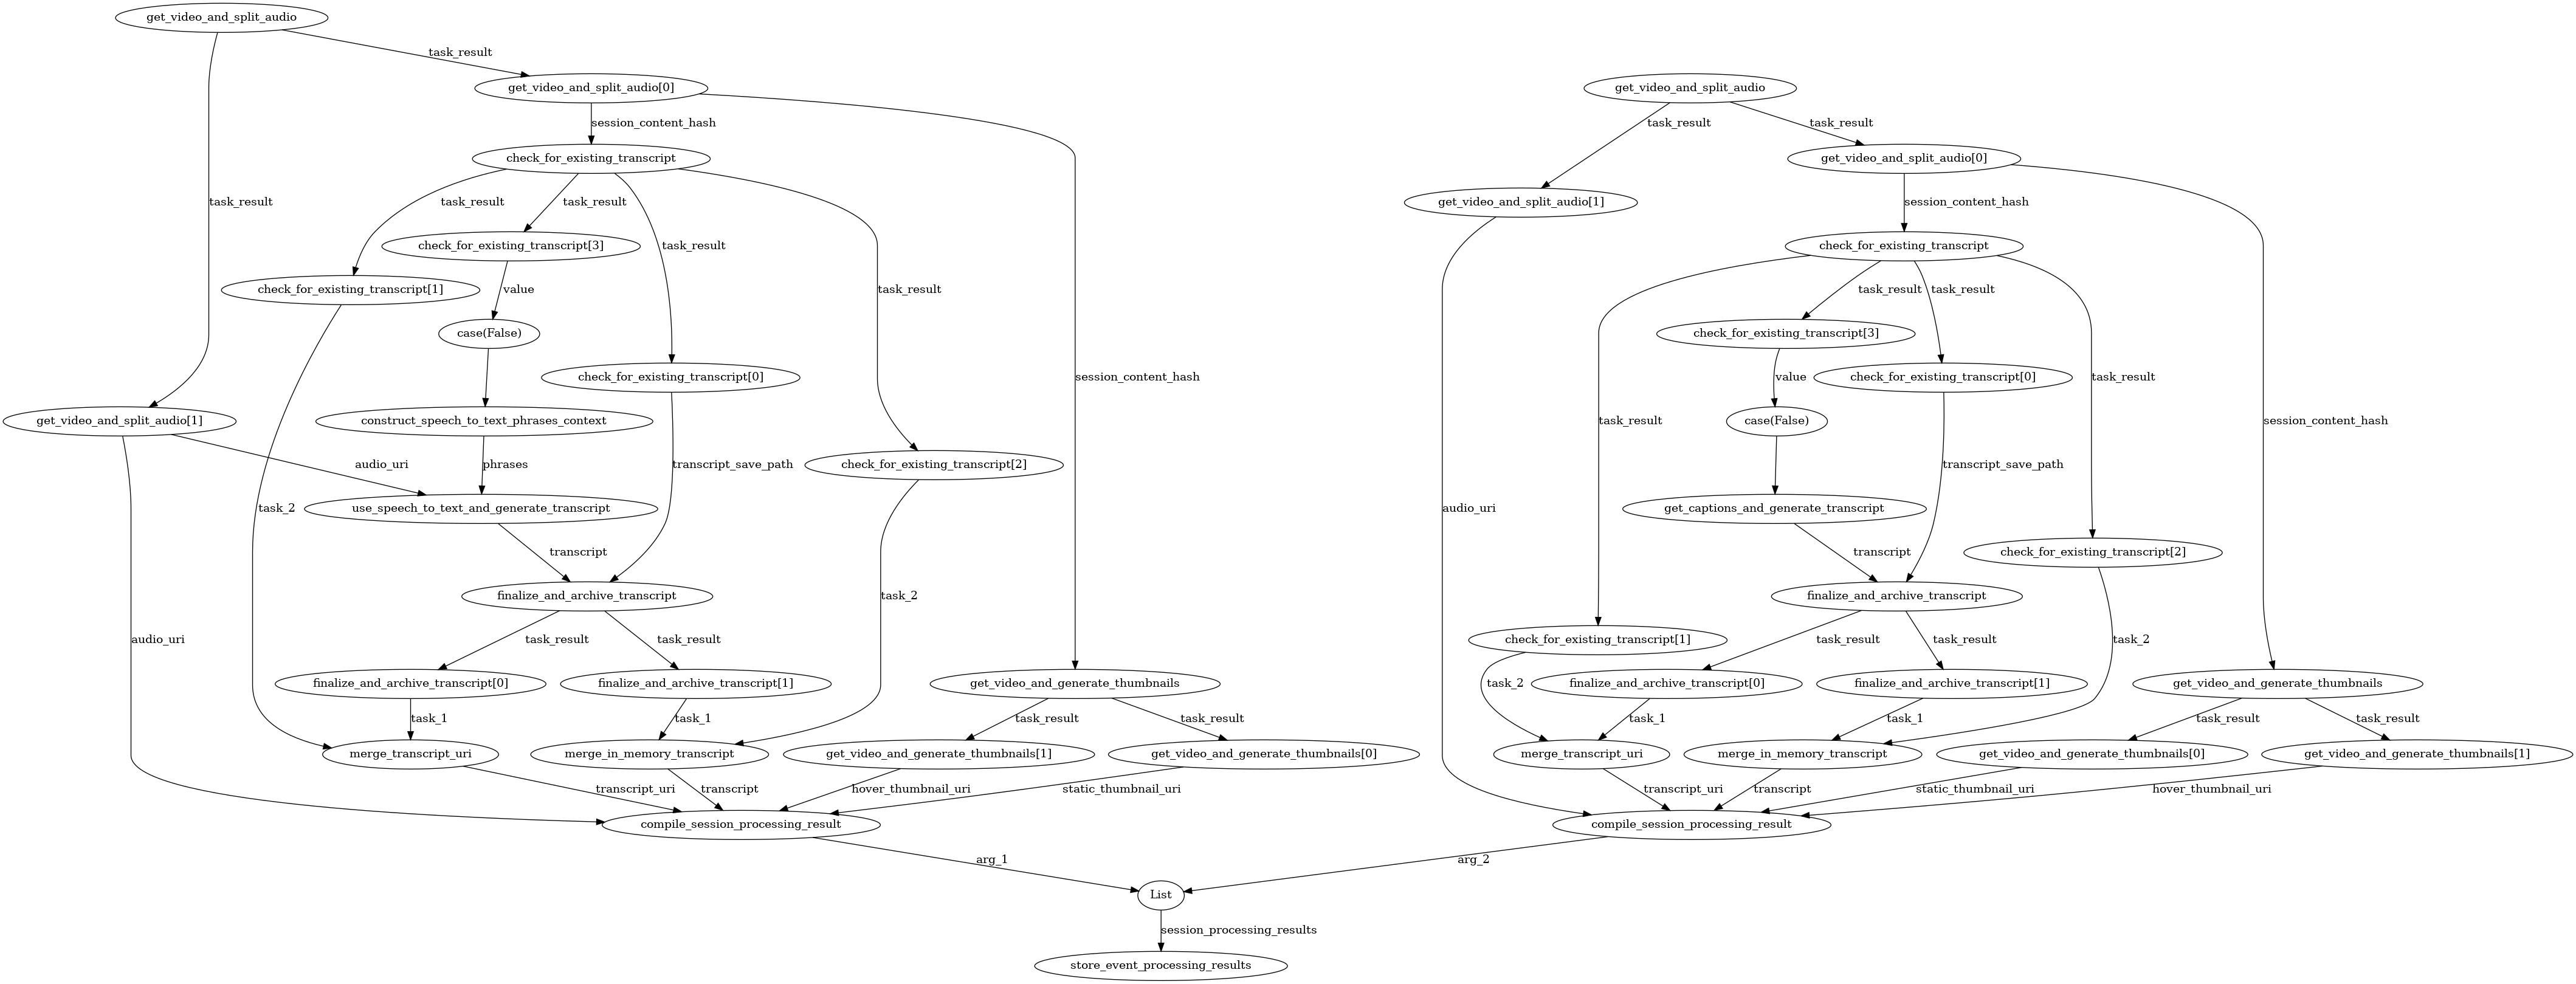 get_video_and_split_audio
task_result
get_video_and_split_audio[0]
get_video_and_split_audio
session_content_hash
task_result
task_result
check_for_existing_transcript
get_video_and_split_audio[0]
task_result
task_result
task_result
get_video_and_split_audio[1]
session_content_hash
check_for_existing_transcript[3]
task_result
check_for_existing_transcript
check_for_existing_transcript[1]
value
task_result
task_result
task_result
case(False)
check_for_existing_transcript[3]
check_for_existing_transcript[0]
session_content_hash
value
check_for_existing_transcript[0]
task_result
get_video_and_split_audio[1]
construct_speech_to_text_phrases_context
task_result
case(False)
session_content_hash
audio_uri
phrases
transcript_save_path
check_for_existing_transcript[2]
transcript_save_path
task_2
use_speech_to_text_and_generate_transcript
audio_uri
get_captions_and_generate_transcript
transcript
transcript
check_for_existing_transcript[2]
finalize_and_archive_transcript
task_2
finalize_and_archive_transcript
audio_uri
task_result
task_result
check_for_existing_transcript[1]
task_result
task_result
task_2
finalize_and_archive_transcript[0]
finalize_and_archive_transcript[1]
get_video_and_generate_thumbnails
task_2
finalize_and_archive_transcript[0]
finalize_and_archive_transcript[1]
get_video_and_generate_thumbnails
task_1
task_1
task_result
task_result
task_1
task_1
task_result
task_result
merge_transcript_uri
merge_in_memory_transcript
get_video_and_generate_thumbnails[1]
get_video_and_generate_thumbnails[0]
merge_transcript_uri
merge_in_memory_transcript
get_video_and_generate_thumbnails[0]
get_video_and_generate_thumbnails[1]
transcript_uri
transcript
hover_thumbnail_uri
static_thumbnail_uri
transcript_uri
transcript
static_thumbnail_uri
hover_thumbnail_uri
compile_session_processing_result
compile_session_processing_result
arg_1
arg_2
List
session_processing_results
store_event_processing_results